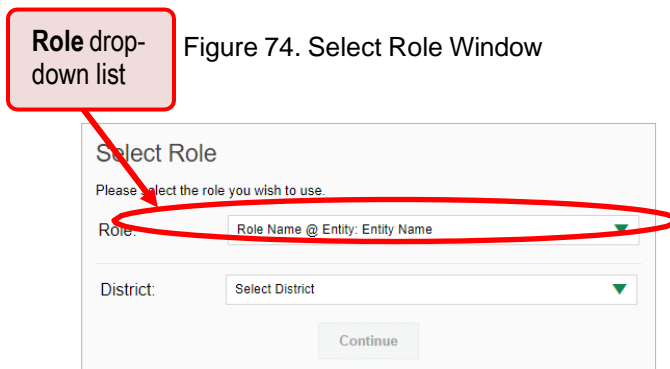 Role drop-
down list
Figure 74. Select Role Window
Select Role
Please select the role you wish to use.
Role:
Role Name @ Entity: Entity Name
District:
Select District
Continue